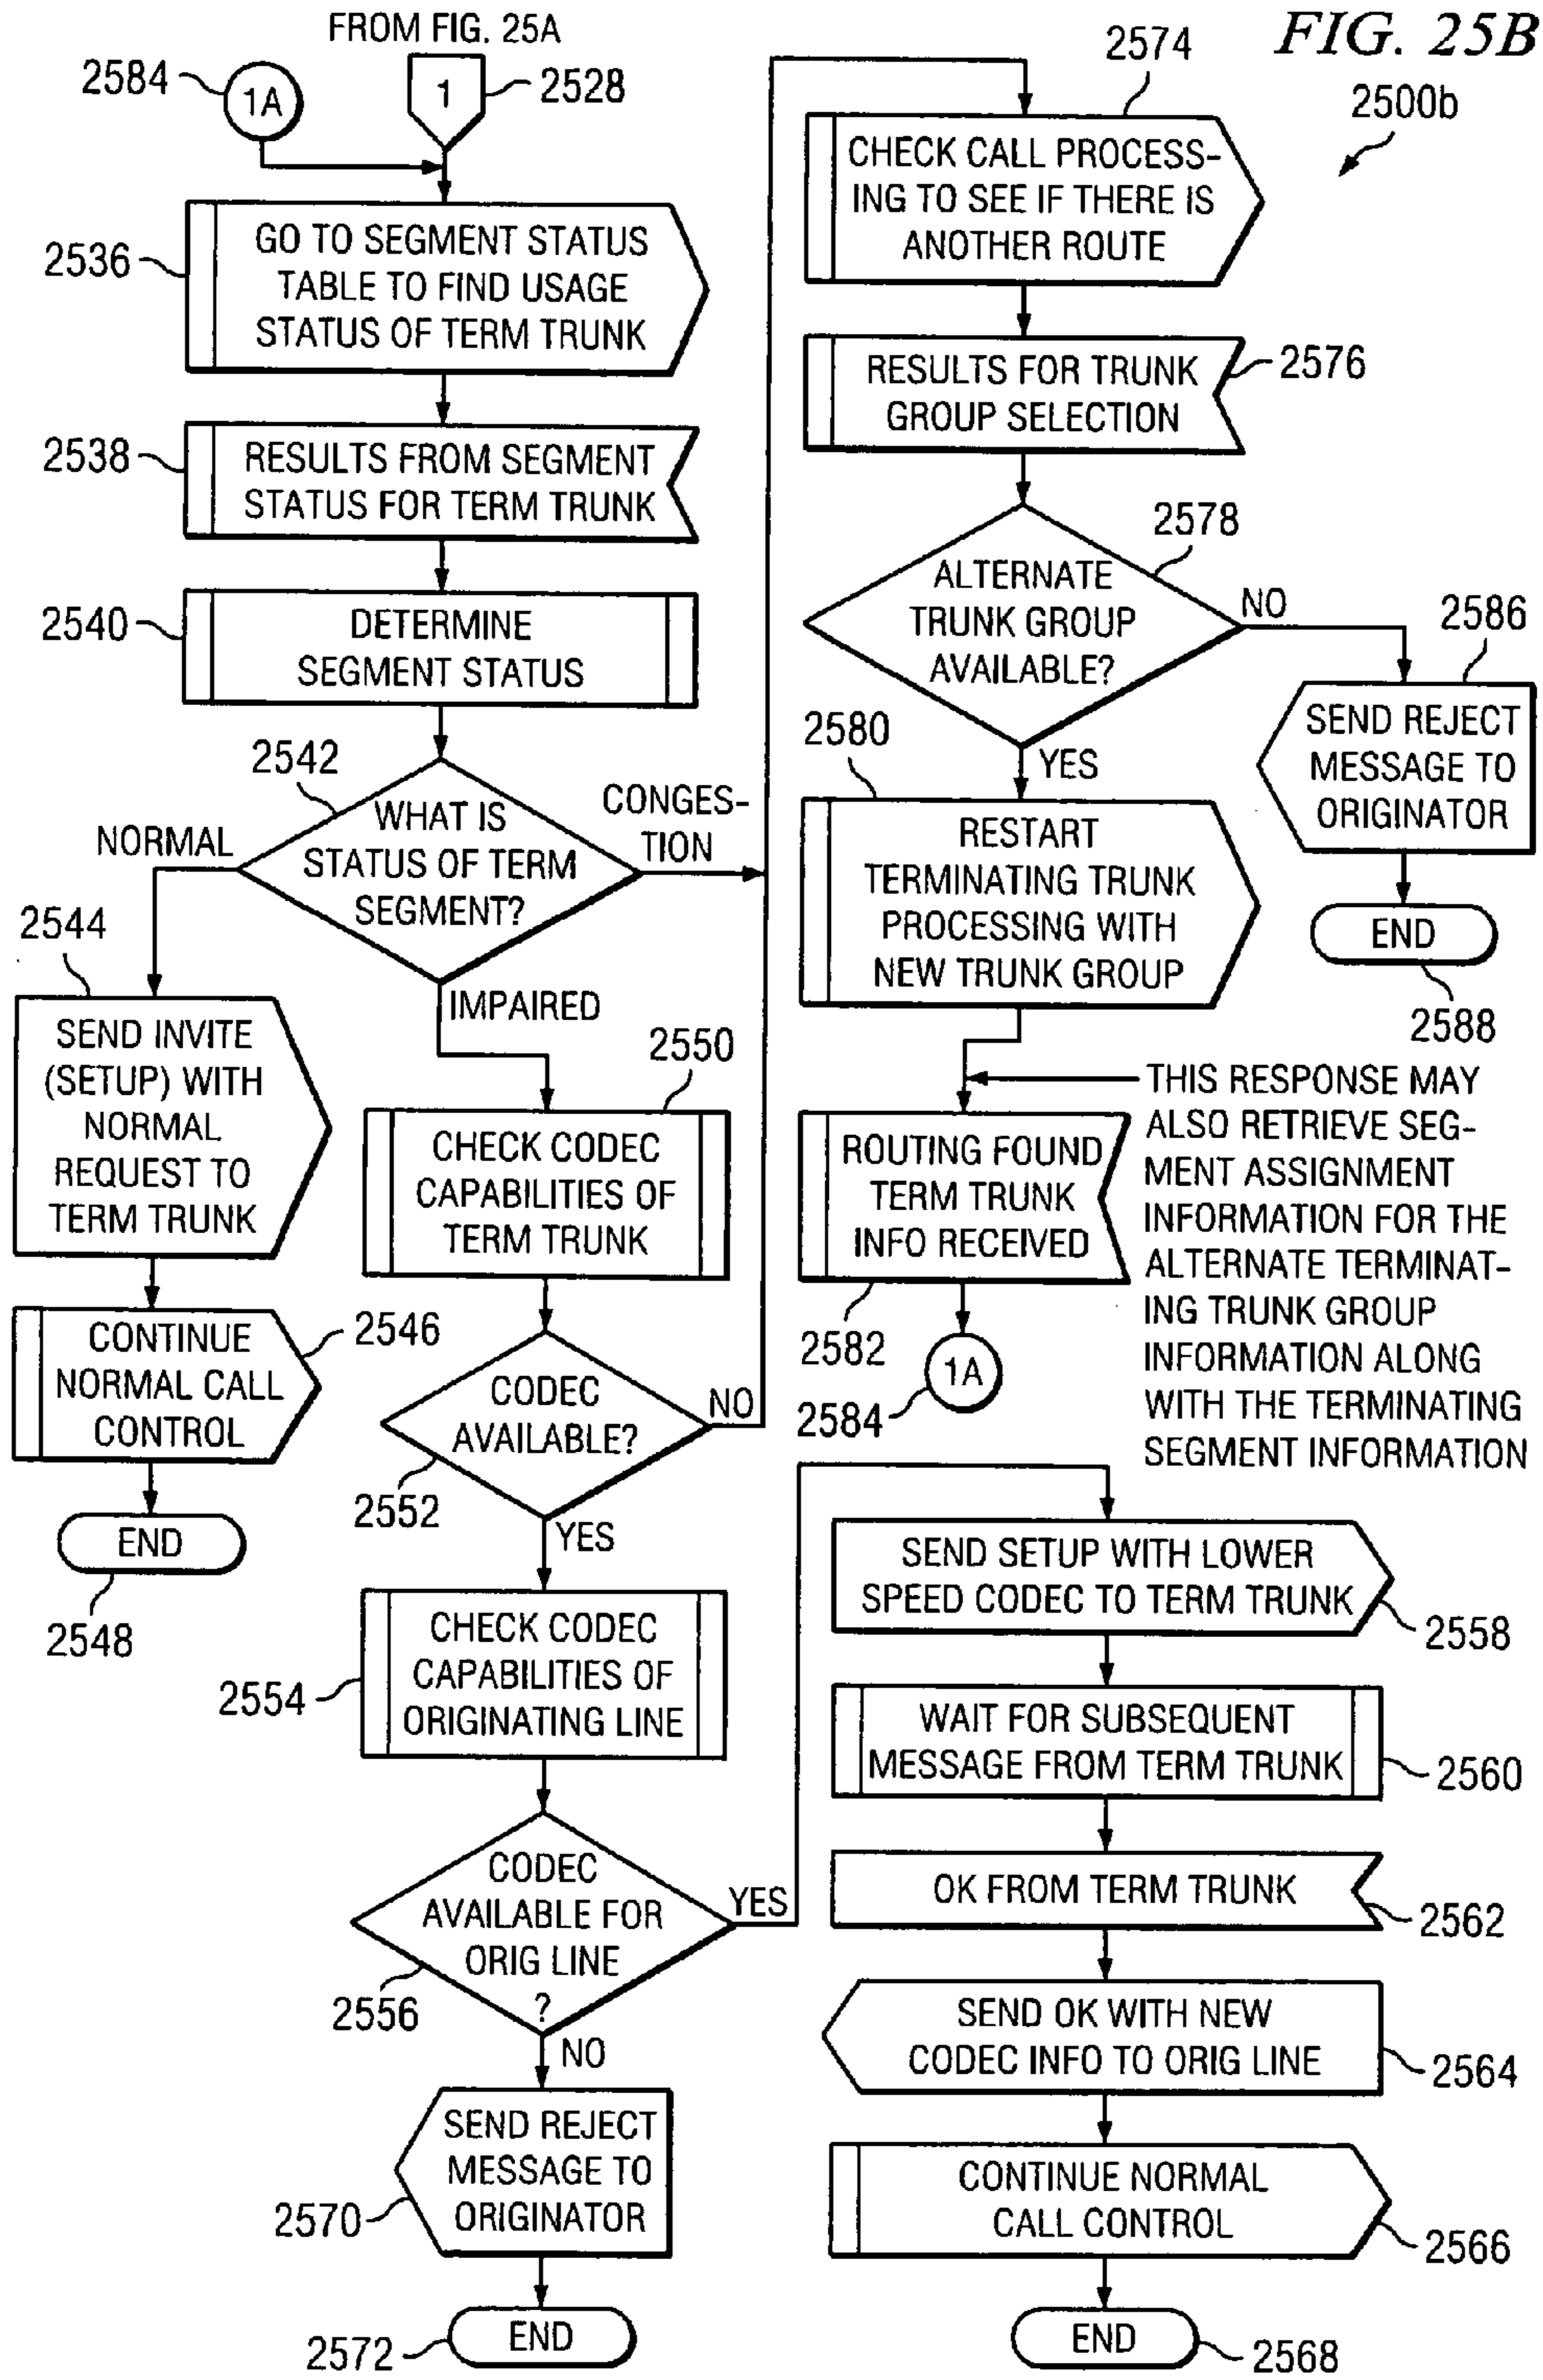 FIG. 25B
2500b
FROM FIG. 25A
2584
1A
1
2528
2536
GO TO SEGMENT STATUS
TABLE TO FIND USAGE
STATUS OF TERM TRUNK
2538
RESULTS FROM SEGMENT
STATUS FOR TERM TRUNK
2540
DETERMINE
SEGMENT STATUS
2542
WHAT IS
STATUS OF TERM
SEGMENT?
NORMAL
CONGES-
TION
IMPAIRED
2544
SEND INVITE
(SETUP) WITH
NORMAL
REQUEST TO
TERM TRUNK
2546
CONTINUE
NORMAL CALL
CONTROL
END
2548
2550
CHECK CODEC
CAPABILITIES OF
TERM TRUNK
CODEC
AVAILABLE?
NO
2552
YES
2554
CHECK CODEC
CAPABILITIES OF
ORIGINATING LINE
CODEC
AVAILABLE FOR
ORIG LINE
?
YES
2556
NO
SEND REJECT
MESSAGE TO
ORIGINATOR
2570
END
2572
2574
CHECK CALL PROCESS-
ING TO SEE IF THERE IS
ANOTHER ROUTE
RESULTS FOR TRUNK
GROUP SELECTION
2576
2578
ALTERNATE
TRUNK GROUP
AVAILABLE?
NO
2586
SEND REJECT
MESSAGE TO
ORIGINATOR
END
2588
YES
2580
RESTART
TERMINATING TRUNK
PROCESSING WITH
NEW TRUNK GROUP
ROUTING FOUND
TERM TRUNK
INFO RECEIVED
2582
1A
2584
THIS RESPONSE MAY
ALSO RETRIEVE SEG-
MENT ASSIGNMENT
INFORMATION FOR THE
ALTERNATE TERMINAT-
ING TRUNK GROUP
INFORMATION ALONG
WITH THE TERMINATING
SEGMENT INFORMATION
SEND SETUP WITH LOWER
SPEED CODEC TO TERM TRUNK
2558
WAIT FOR SUBSEQUENT
MESSAGE FROM TERM TRUNK
2560
OK FROM TERM TRUNK
2562
SEND OK WITH NEW
CODEC INFO TO ORIG LINE
2564
CONTINUE NORMAL
CALL CONTROL
2566
END
2568